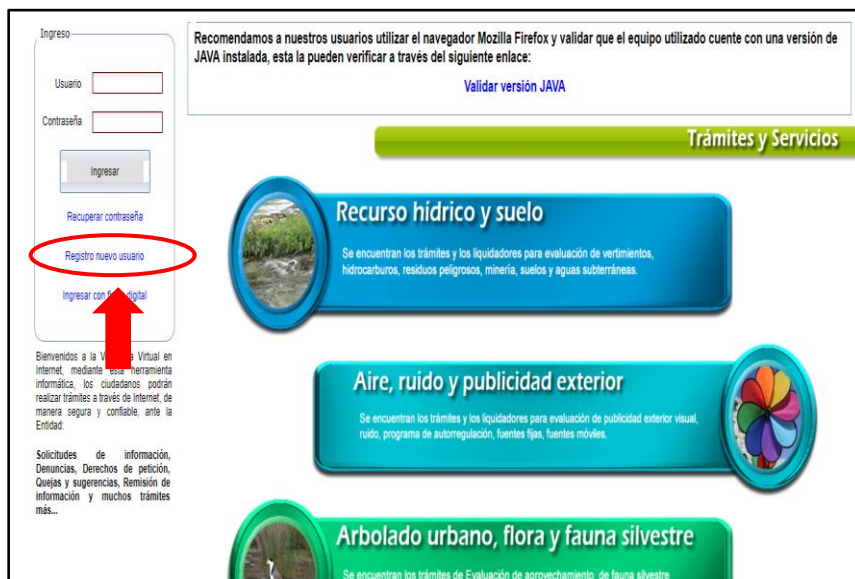 Ingreso
Usuario
Contraseña
Ingresar
Recuperar contraseña
Registro nuevo usuario
Ingresar con digital
Bienvenidos a la Virtual en
Internet, mediante esta herramienta
informática, los ciudadanos podrán
realizar trámites a través de Internet, de
manera segura y confiable, ante la
Entidad:
Solicitudes de información,
Denuncias, Derechos de petición,
Quejas y sugerencias, Remisión de
información y muchos trámites
más...
Recomendamos a nuestros usuarios utilizar el navegador Mozilla Firefox y validar que el equipo utilizado cuente con una versión de
JAVA instalada, esta la pueden verificar a través del siguiente enlace:
Validar versión JAVA
Trámites y Servicios
Recurso hídrico y suelo
Se encuentran los trámites y los liquidadores para evaluación de vertimientos,
hidrocarburos, residuos peligrosos, minería, suelos y aguas subterráneas.
Aire, ruido y publicidad exterior
Se encuentran los trámites y los liquidadores para evaluación de publicidad exterior visual,
ruido, programa de autorregulación, fuentes fijas, fuentes móviles.
Arbolado urbano, flora y fauna silvestre
Se encuentran los trámites de Evaluación de aprovechamiento de fauna silvestre